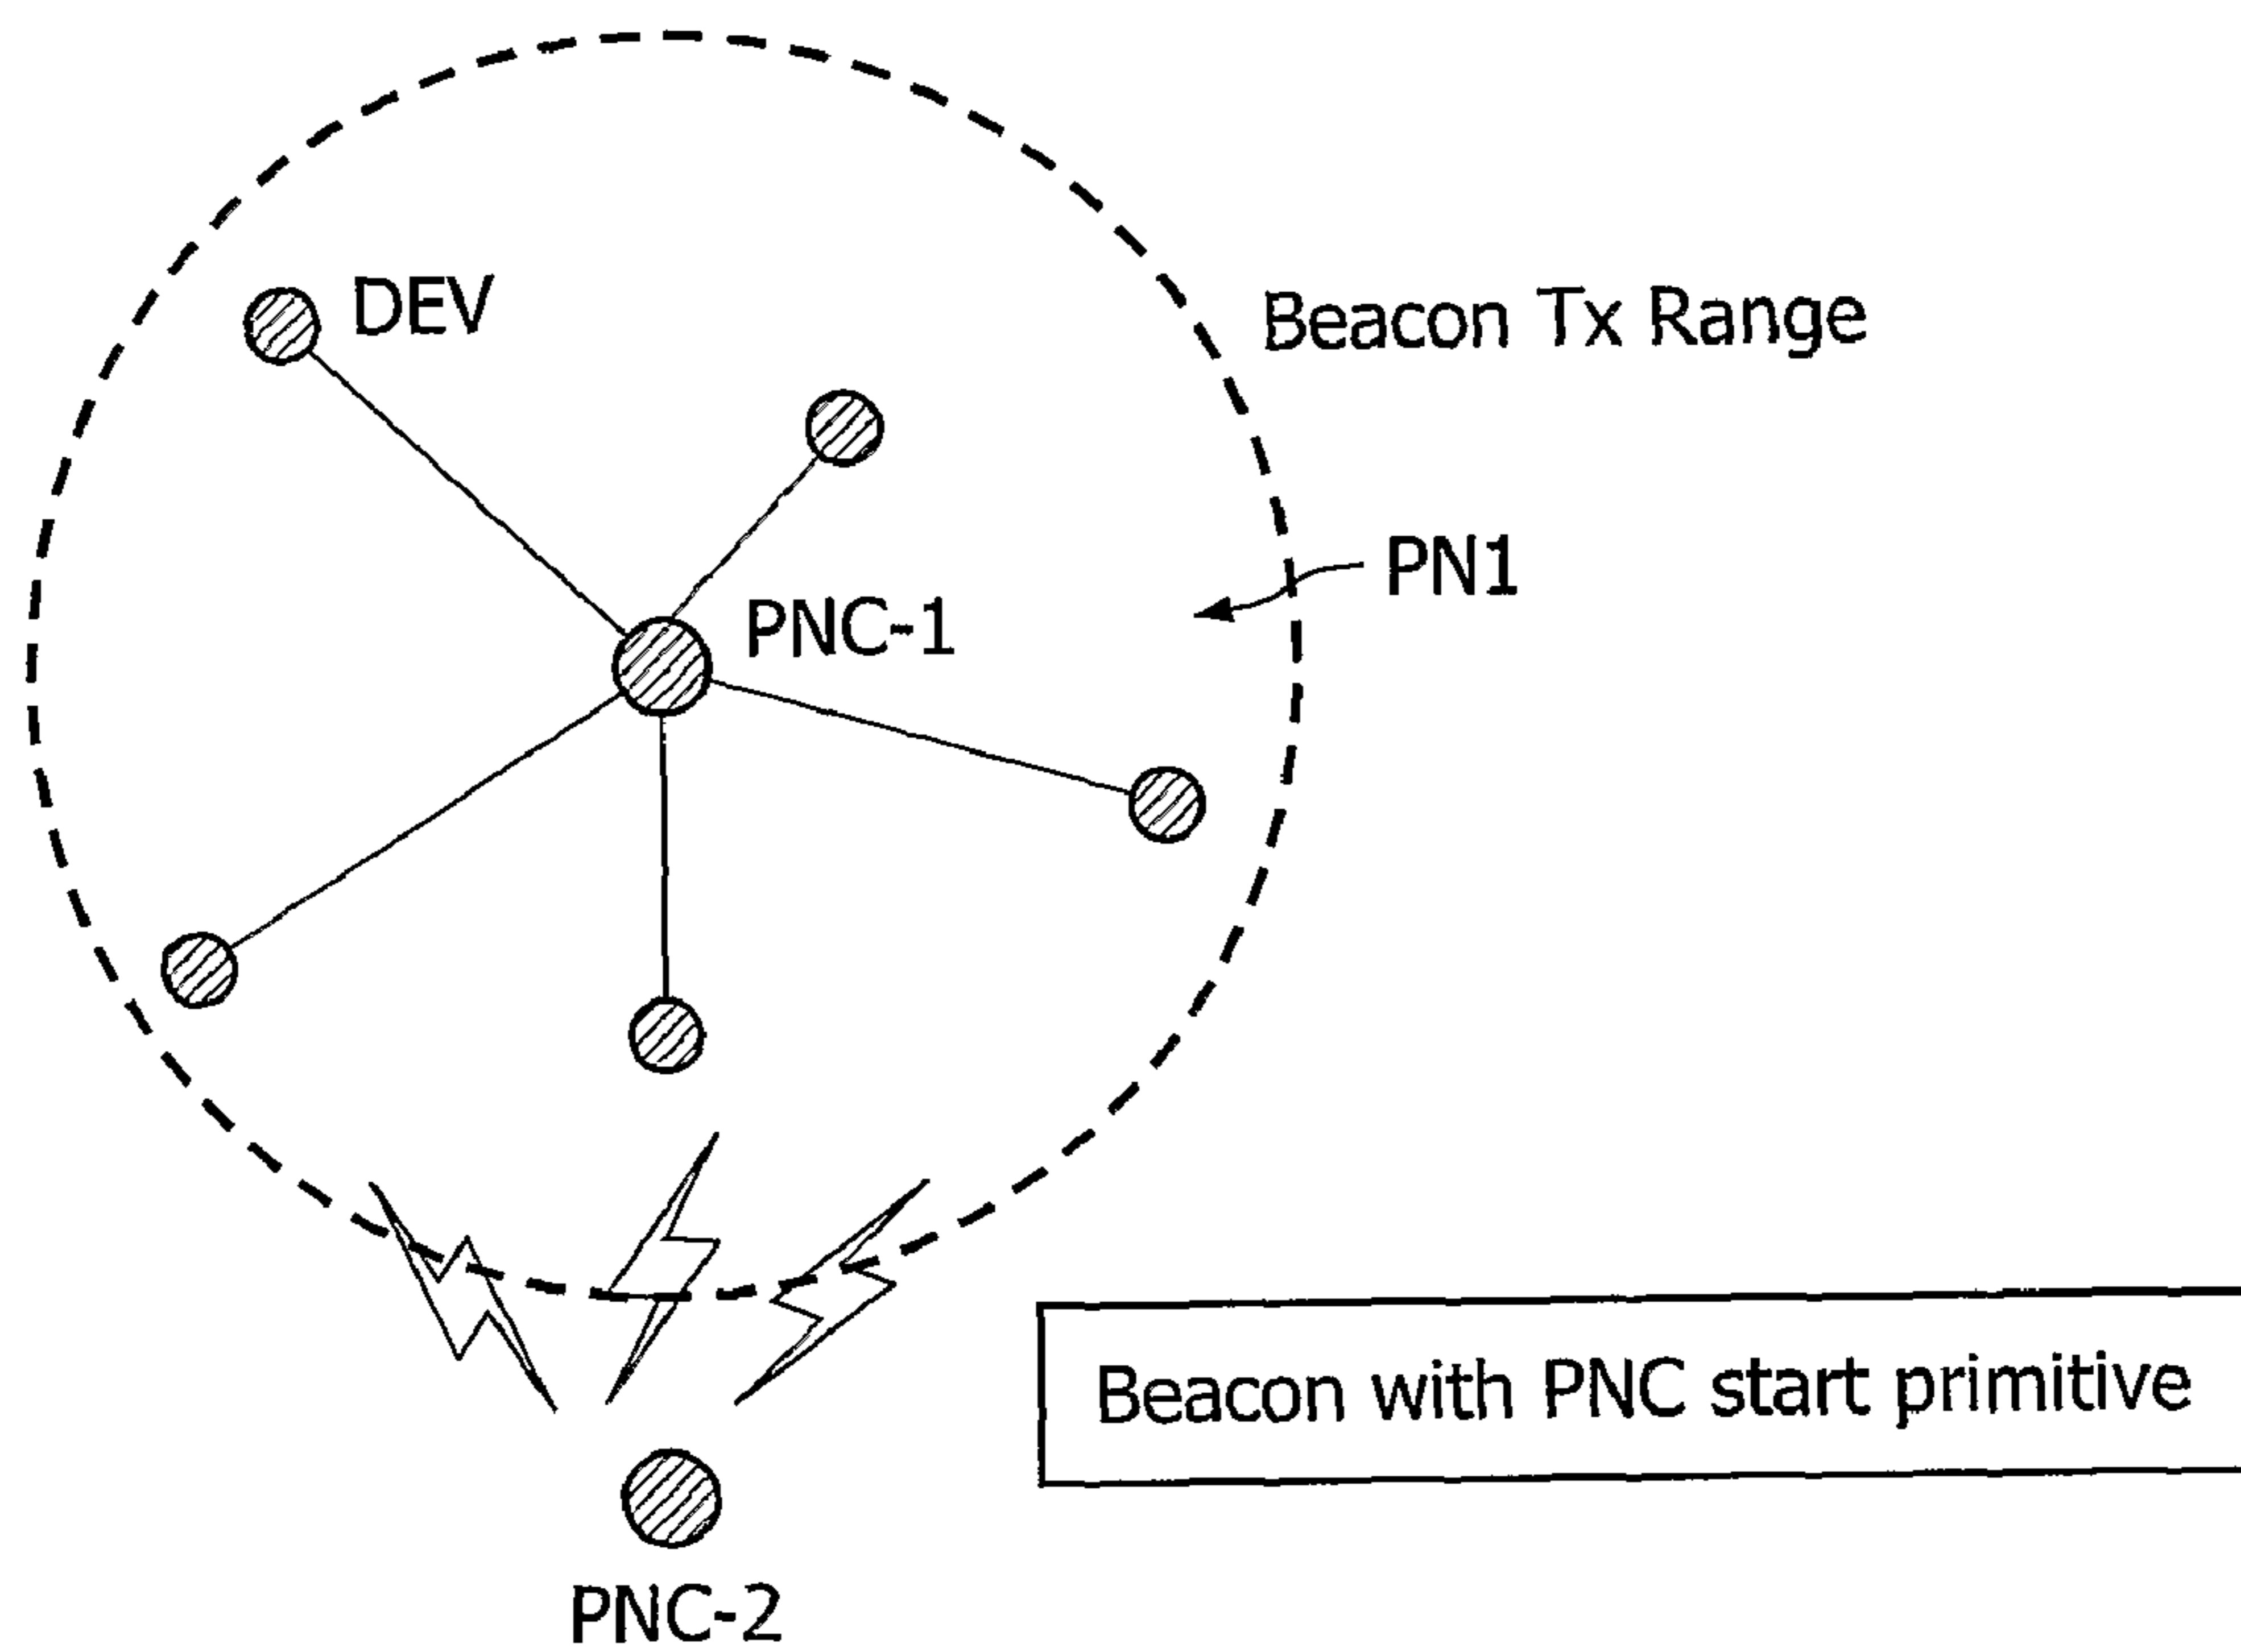 DEV
Beacon Tx Range
PN1
PNC-1
Beacon with PNC start primitive
PNC-2